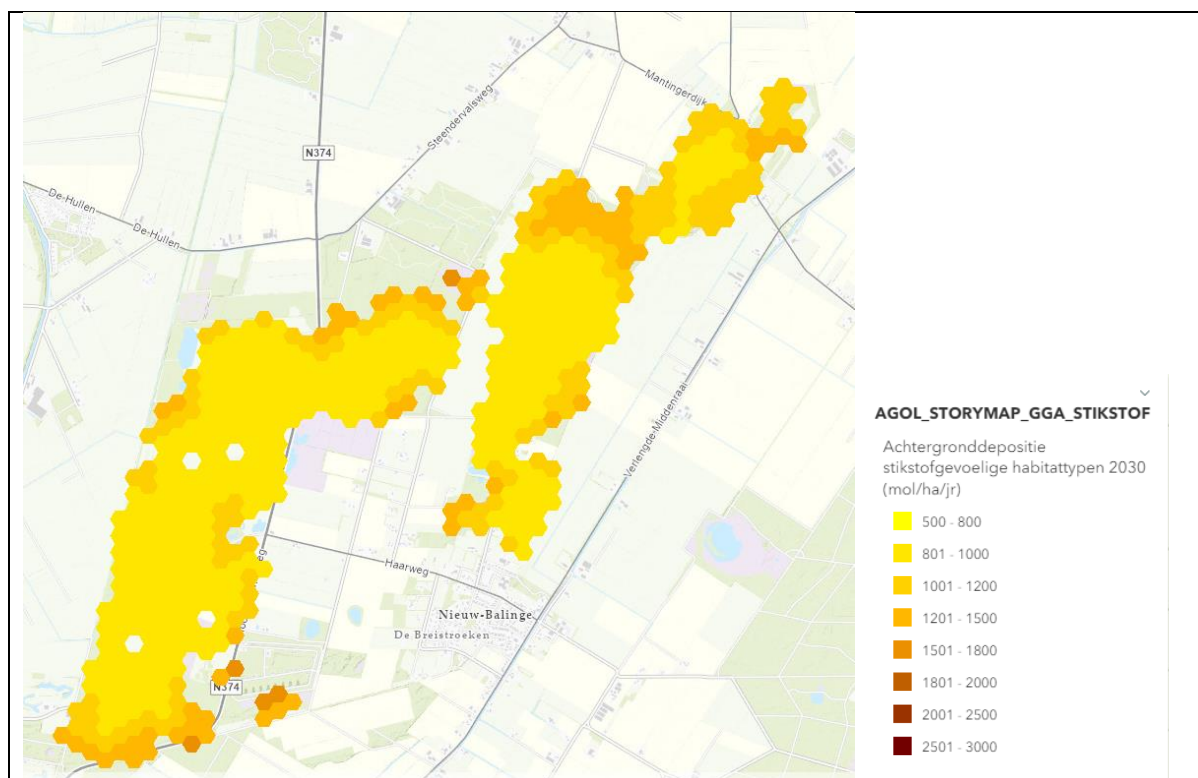 Mantingerdijk
Steendervalsweg
N374
De-Hullen
De-Hullen
Verlengde-Middenraai
eg
Haarweg
Nieuw-Balinge
De Breistroeken
N374
AGOL_STORYMAP_GGA_STIKSTOF
Achtergronddepositie
stikstofgevoelige habitattypen 2030
(mol/ha/jr)
500 - 800
801 - 1000
1001 - 1200
1201 - 1500
1501 - 1800
1801 - 2000
2001 - 2500
2501 - 3000